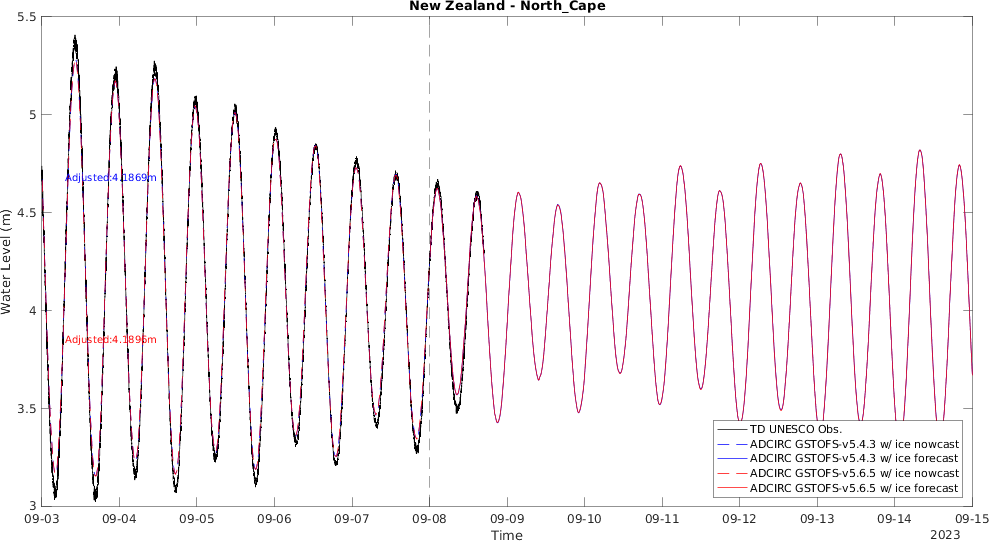 New Zealand - North_Cape
5.5
5
4.5
4
3.5
3
Water Level (m)
Adjusted:4.1869m
Adjusted:4.1896m
TD UNESCO Obs.
ADCIRC GSTOFS-v5.4.3 w/ ice nowcast
ADCIRC GSTOFS-v5.4.3 w/ ice forecast
ADCIRC GSTOFS-v5.6.5 w/ ice nowcast
ADCIRC GSTOFS-v5.6.5 w/ ice forecast
09-03 09-04 09-05 09-06 09-07 09-08 09-09 09-10 09-11 09-12 09-13 09-14 09-15
Time
2023